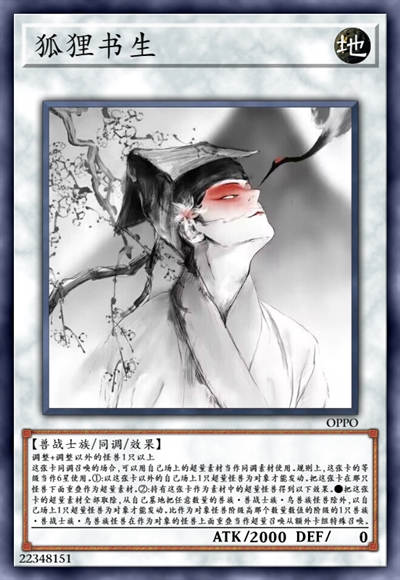 狐狸书生
地
OPPO
【兽战士族/同调/效果】
调整+调整以外的怪兽1只以上
这张卡同调召唤的场合，可以用自己场上的超量素材当作同调素材使用。规则上，这张卡的等
级当作6星使用。①:以这张卡以外的自己场上1只超量怪兽为对象才能发动。把这张卡在那只
怪兽下面重叠作为超量素材。②:持有这张卡作为素材中的超量怪兽得到以下效果。●把这张
卡的超量素材全部取除，从自己墓地把任意数量的兽族·兽战士族·鸟兽族怪兽除外，以自
己场上1只超量怪兽为对象才能发动。比作为对象怪兽阶级高那个数量数值的阶级的1只兽族
·兽战士族·鸟兽族怪兽在作为对象的怪兽上面重叠当作超量召唤从额外卡组特殊召唤。
ATK/2000 DEF/ 0
22348151